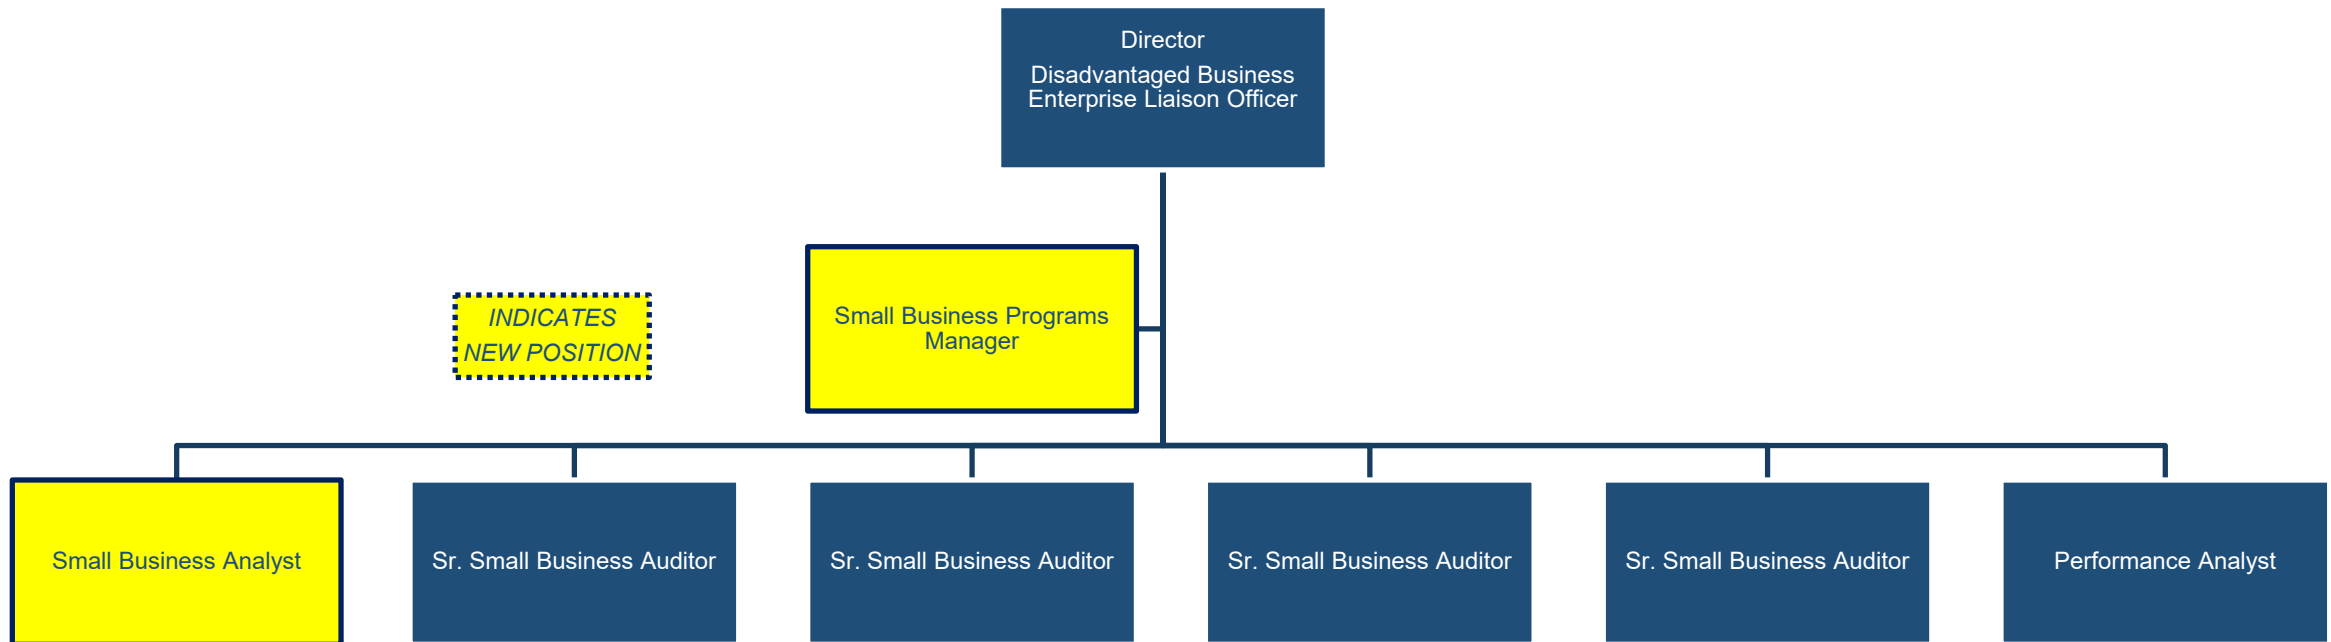 Director
Disadvantaged Business
Enterprise Liaison Officer
INDICATES
NEW POSITION
Small Business Programs
Manager
Small Business Analyst
Sr. Small Business Auditor
Sr. Small Business Auditor
Sr. Small Business Auditor
Sr. Small Business Auditor
Performance Analyst